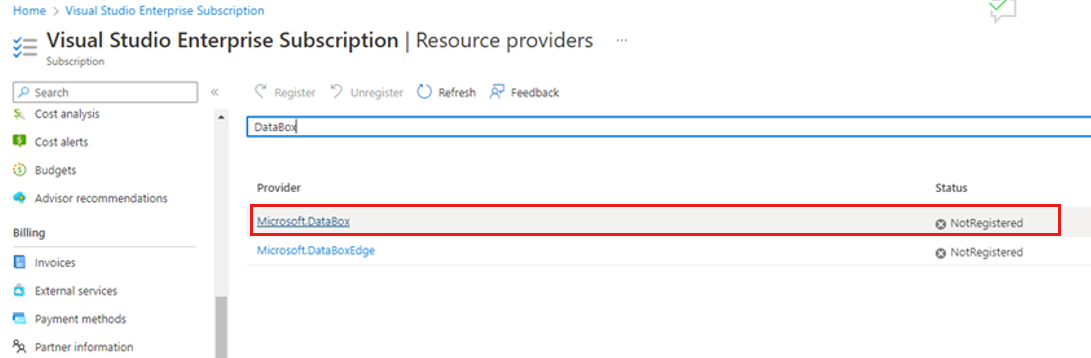 Home > Visual Studio Enterprise Subscription
Visual Studio Enterprise Subscription | Resource providers ...
Subscription
Search «
Register Unregister Refresh Feedback
Cost analysis
Cost alerts
Budgets
Advisor recommendations
Billing
Invoices
External services
Payment methods
Partner information
DataBox
Provider Status
Microsoft.DataBox NotRegistered
Microsoft.DataBoxEdge NotRegistered